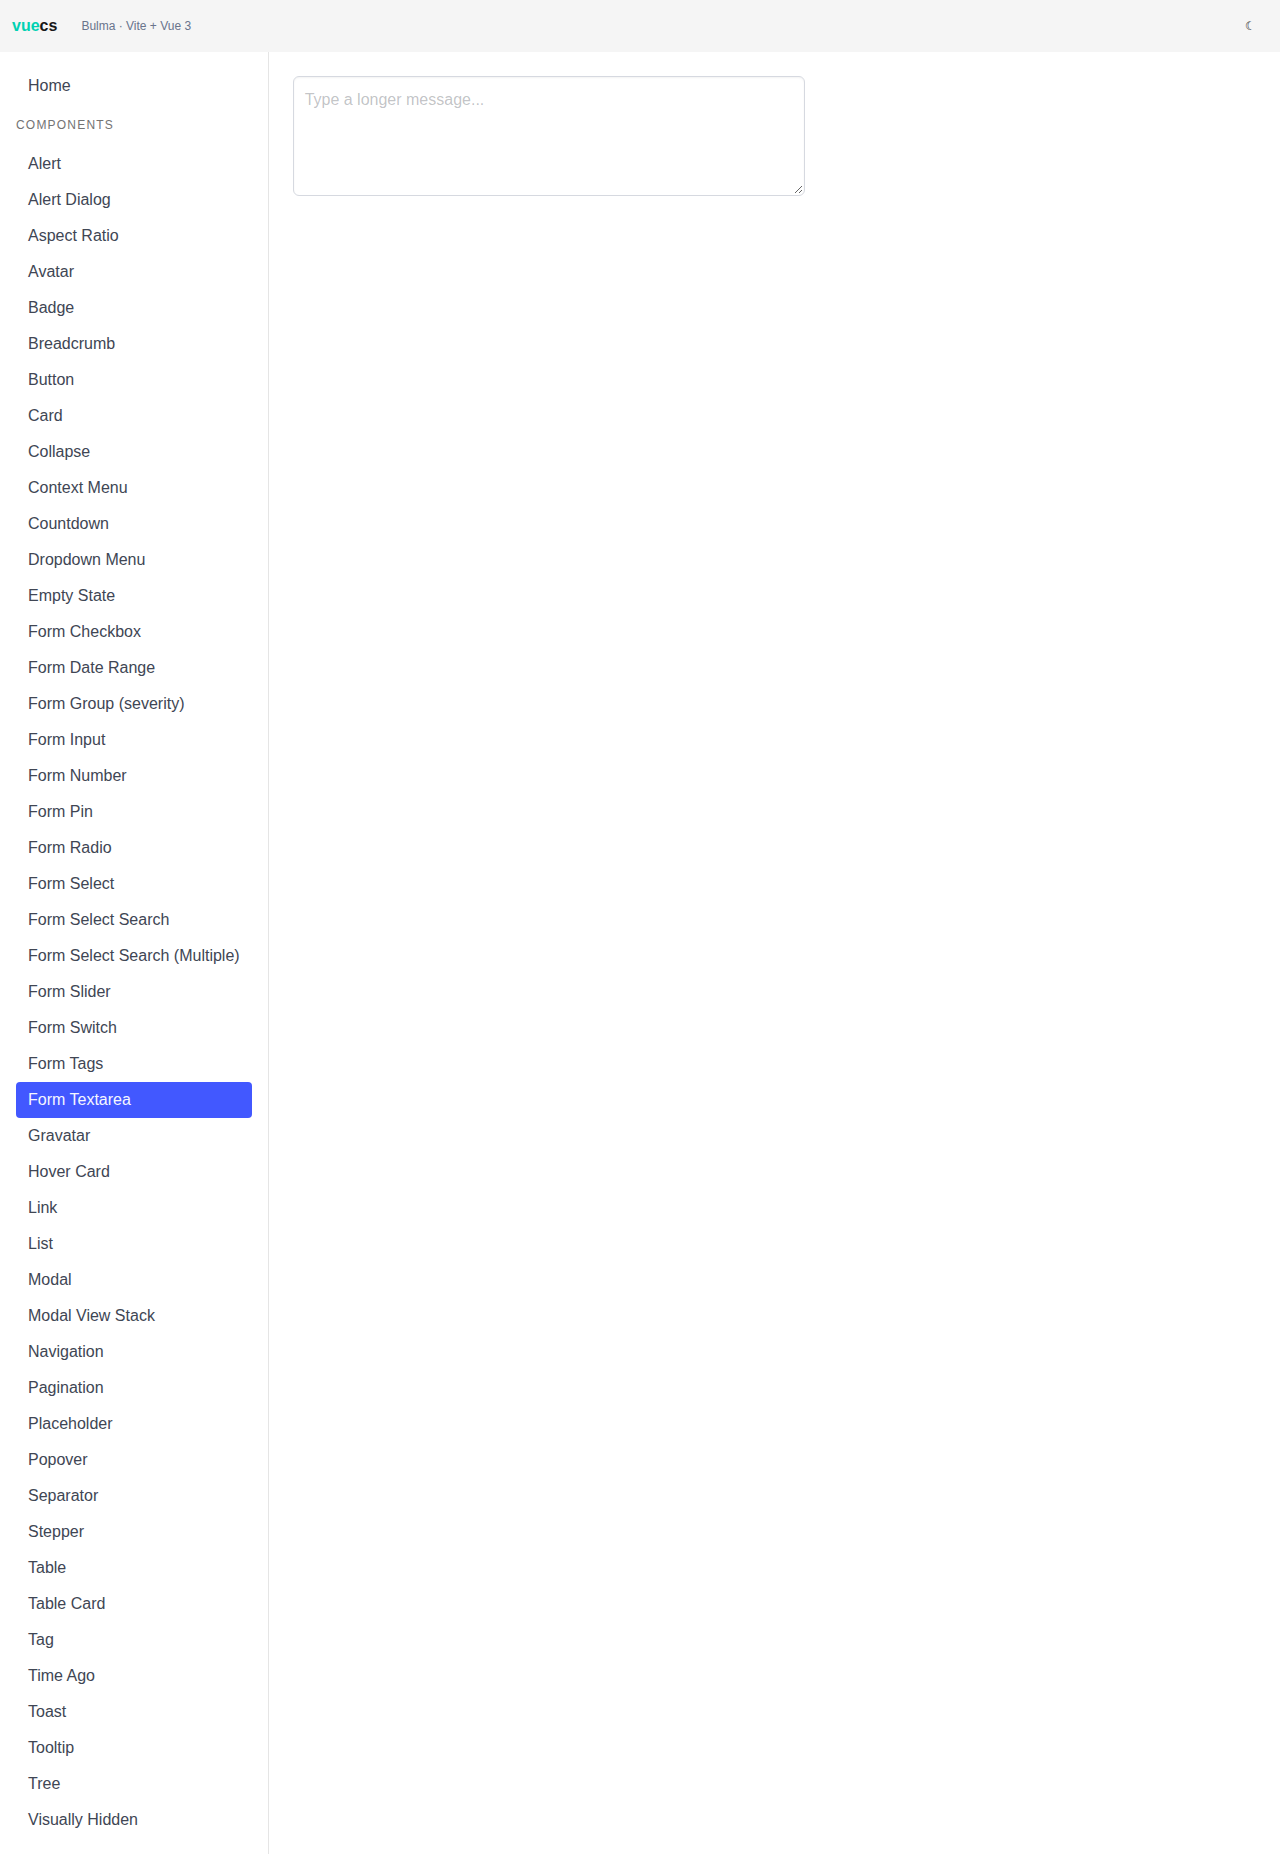 vuecs Bulma · Vite + Vue 3
Home
COMPONENTS
Alert
Alert Dialog
Aspect Ratio
Avatar
Badge
Breadcrumb
Button
Card
Collapse
Context Menu
Countdown
Dropdown Menu
Empty State
Form Checkbox
Form Date Range
Form Group (severity)
Form Input
Form Number
Form Pin
Form Radio
Form Select
Form Select Search
Form Select Search (Multiple)
Form Slider
Form Switch
Form Tags
Form Textarea
Gravatar
Hover Card
Link
List
Modal
Modal View Stack
Navigation
Pagination
Placeholder
Popover
Separator
Stepper
Table
Table Card
Tag
Time Ago
Toast
Tooltip
Tree
Visually Hidden
Type a longer message...